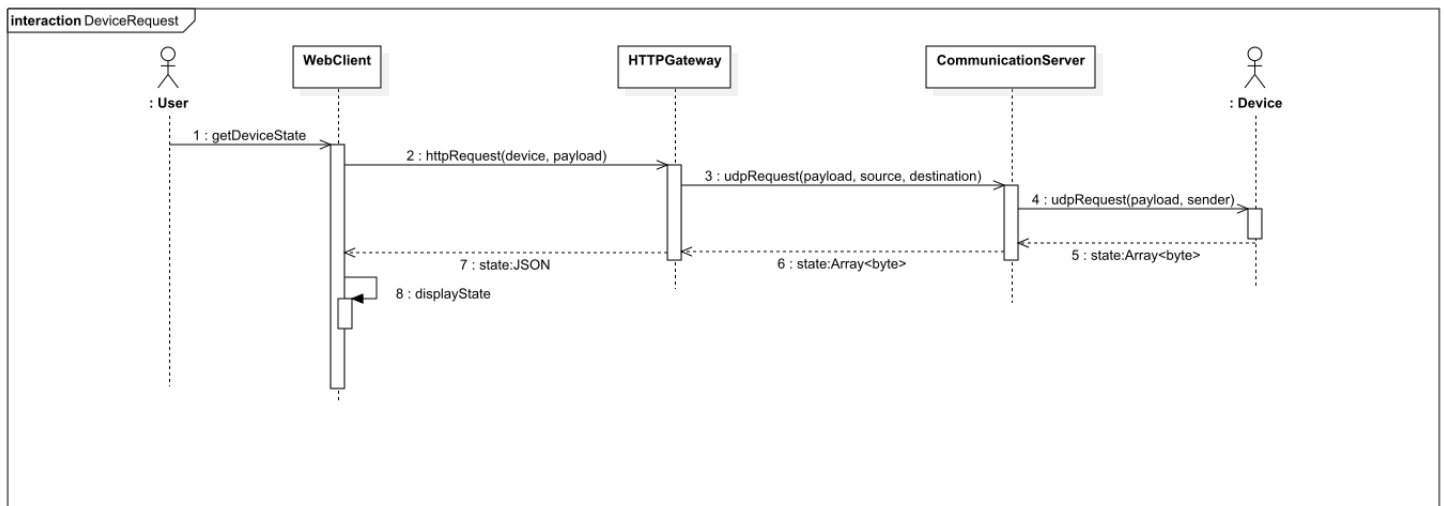 interaction DeviceRequest
WebClient
HTTPGateway
CommunicationServer
: User
: Device
1 : getDeviceState
2 : httpRequest(device, payload)
3 : udpRequest(payload, source, destination)
4 : udpRequest(payload, sender)
5 : state:Array<byte>
6 : state:Array<byte>
7 : state:JSON
8 : displayState